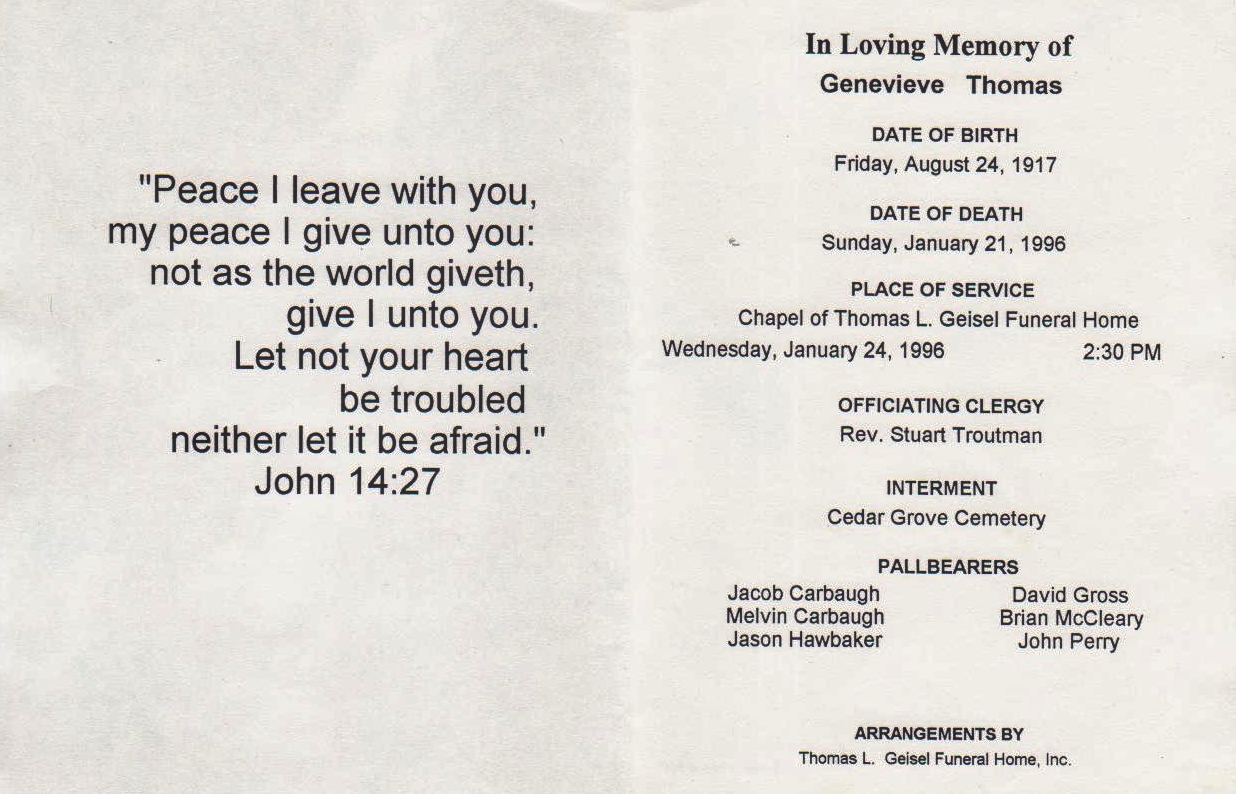 "Peace I leave with you,
my peace I give unto you:
not as the world giveth,
give I unto you.
Let not your heart
be troubled
neither let it be afraid."
John 14:27
In Loving Memory of
Genevieve Thomas
DATE OF BIRTH
Friday, August 24, 1917
DATE OF DEATH
Sunday, January 21, 1996
PLACE OF SERVICE
Chapel of Thomas L. Geisel Funeral Home
Wednesday, January 24, 1996 2:30 PM
OFFICIATING CLERGY
Rev. Stuart Troutman
INTERMENT
Cedar Grove Cemetery
PALLBEARERS
Jacob Carbaugh David Gross
Melvin Carbaugh Brian McCleary
Jason Hawbaker John Perry
ARRANGEMENTS BY
Thomas L. Geisel Funeral Home, Inc.